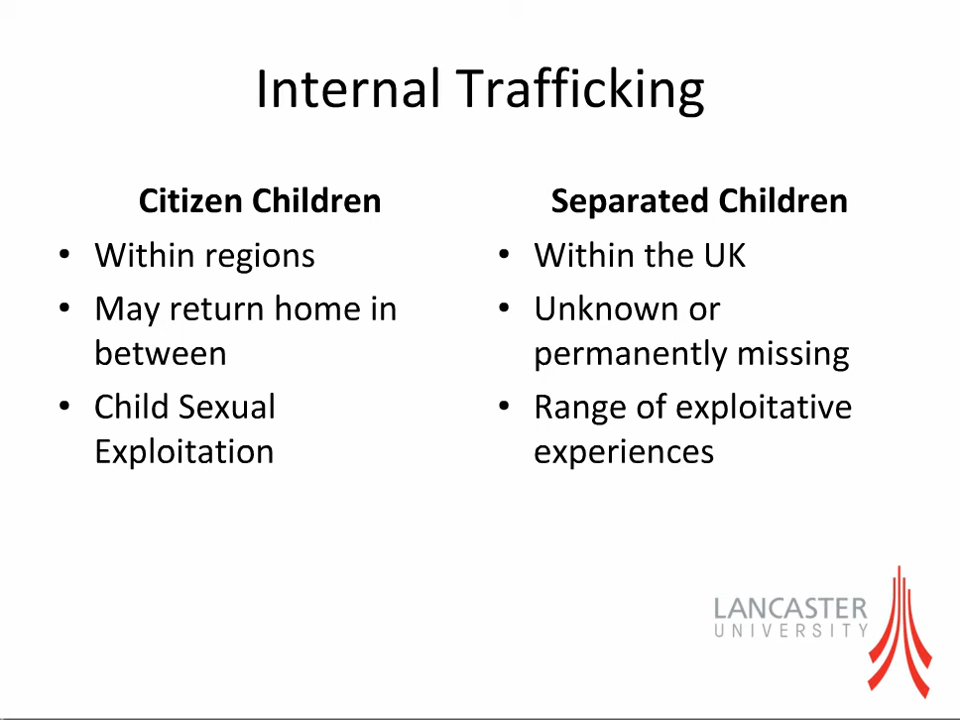 Internal Trafficking
Citizen Children
• Within regions
• May return home in
between
• Child Sexual
Exploitation
Separated Children
• Within the UK
• Unknown or
permanently missing
• Range of exploitative
experiences
LANCASTER
UNIVERSITY